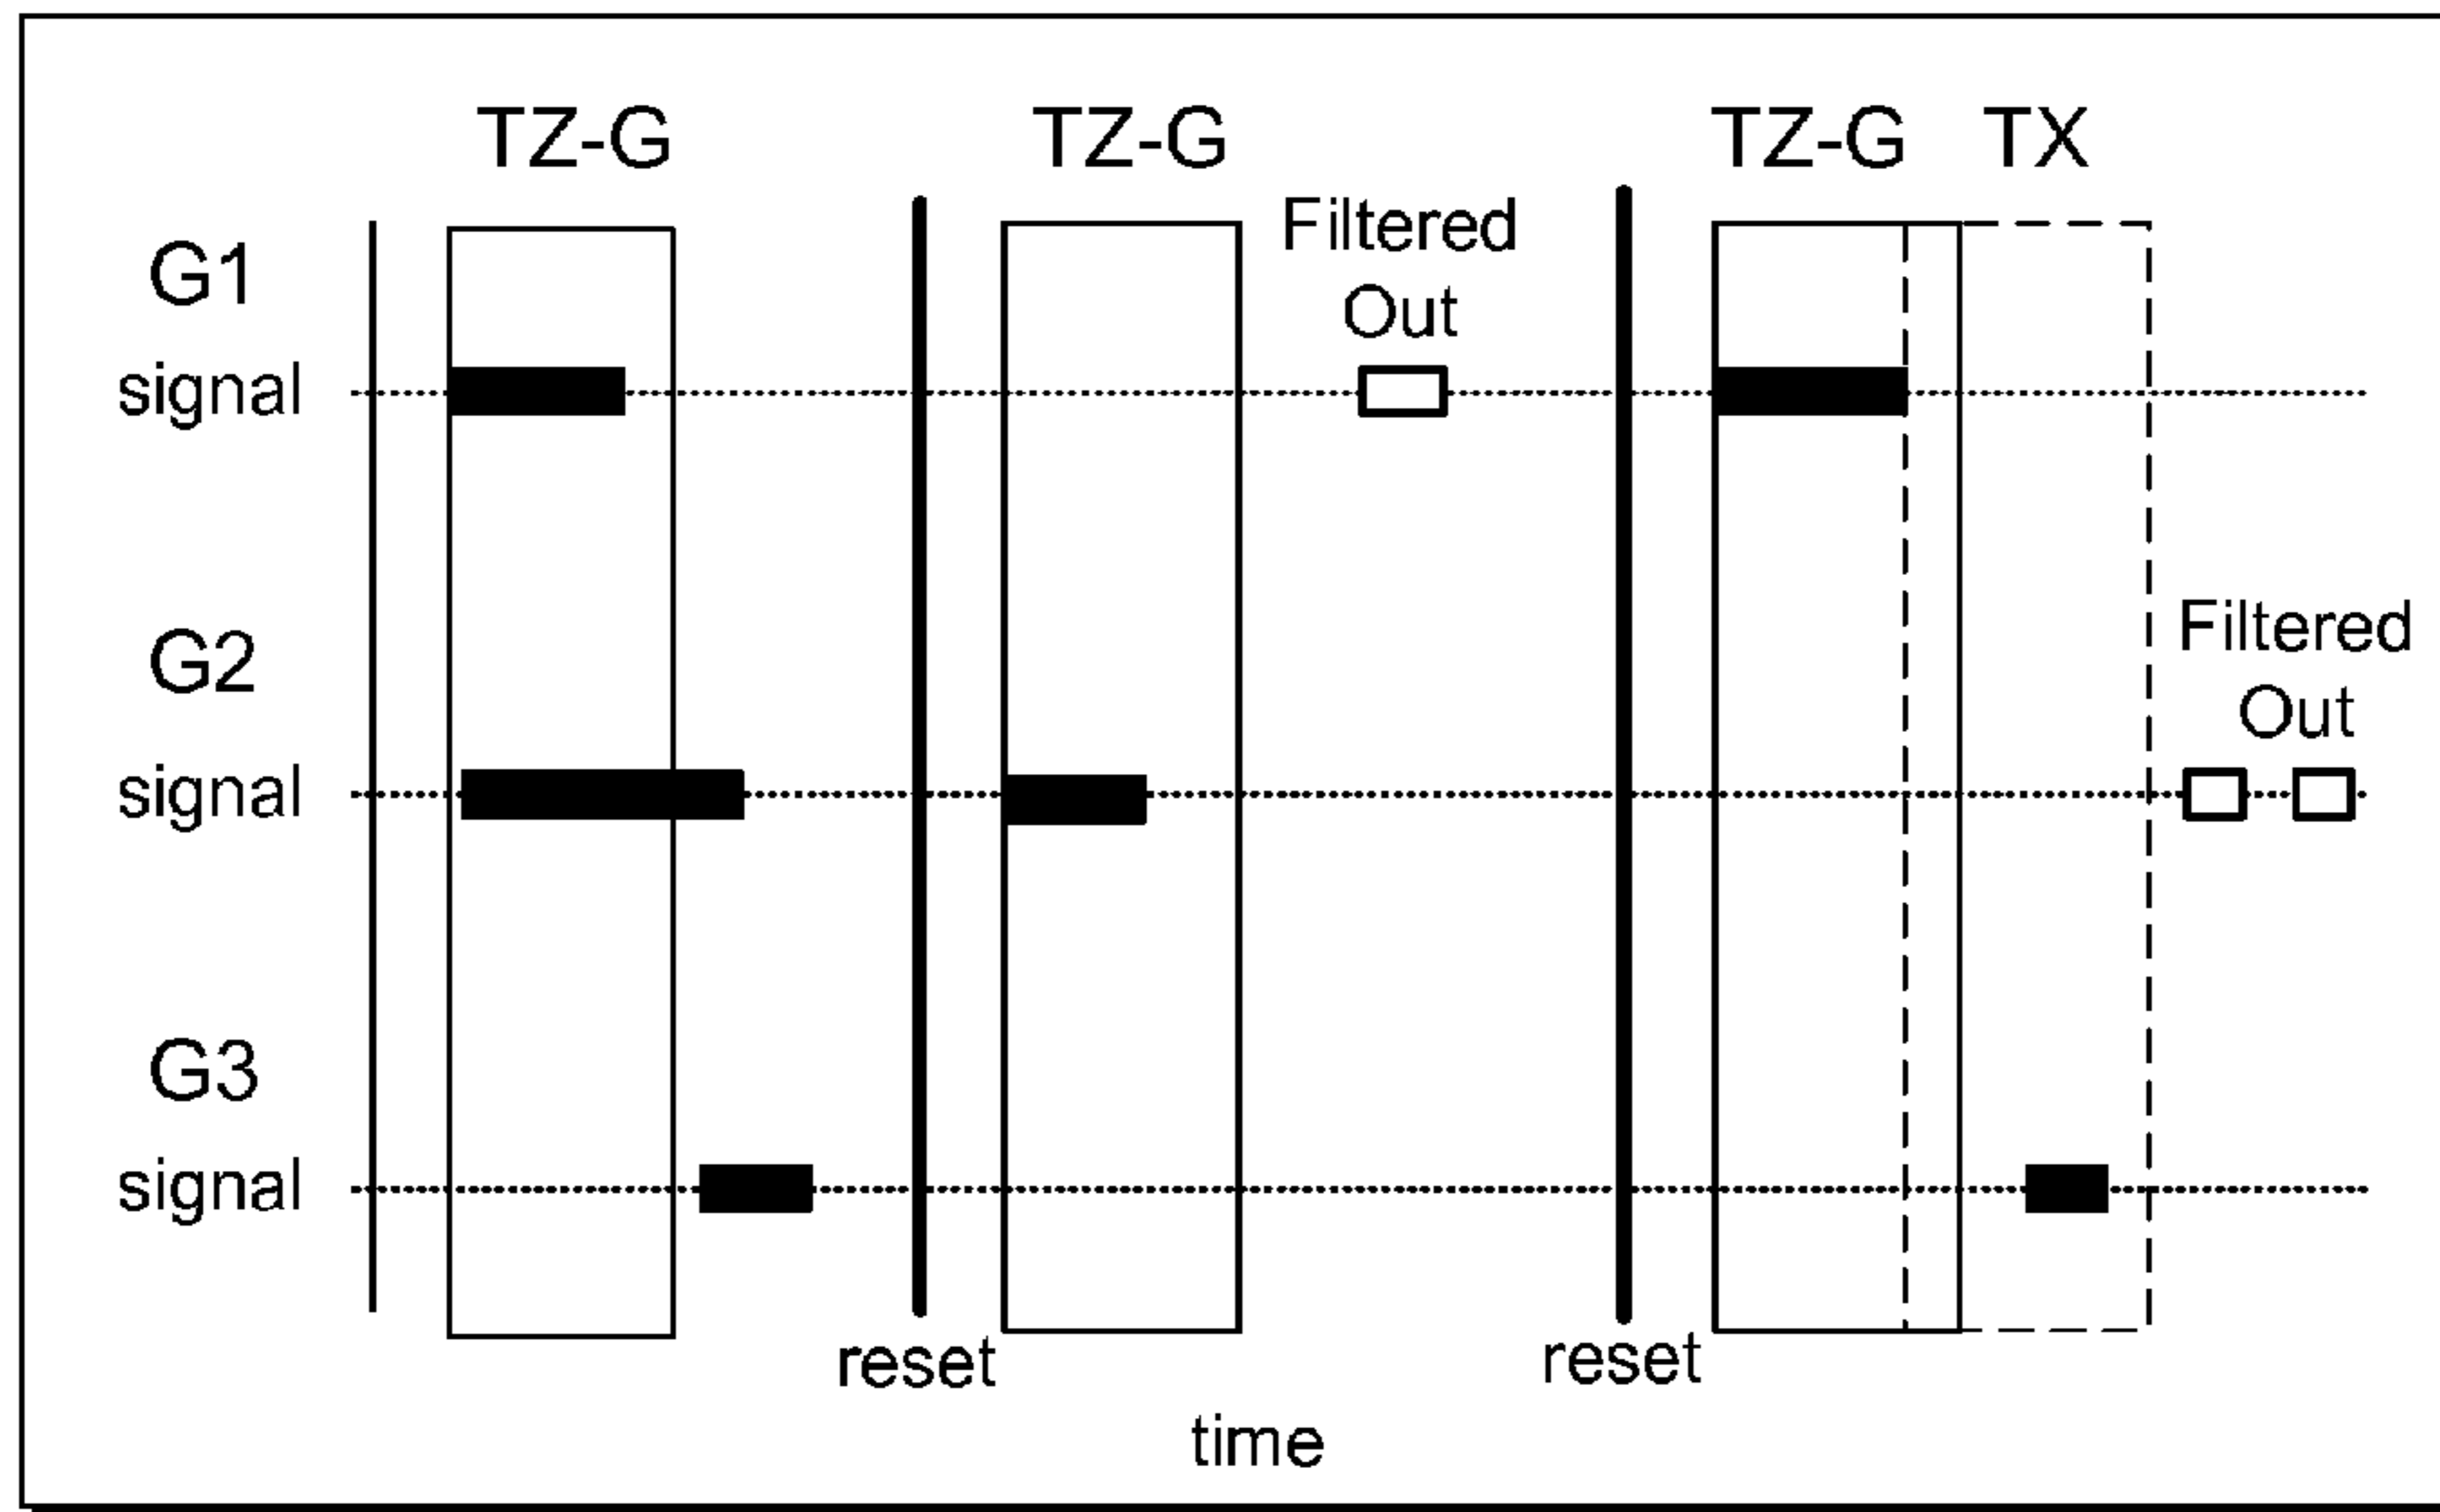 TZ-G TZ-G TZ-G TX
Filtered
Out
G1
signal
G2
signal
Filtered
Out
G3
signal
reset reset
time